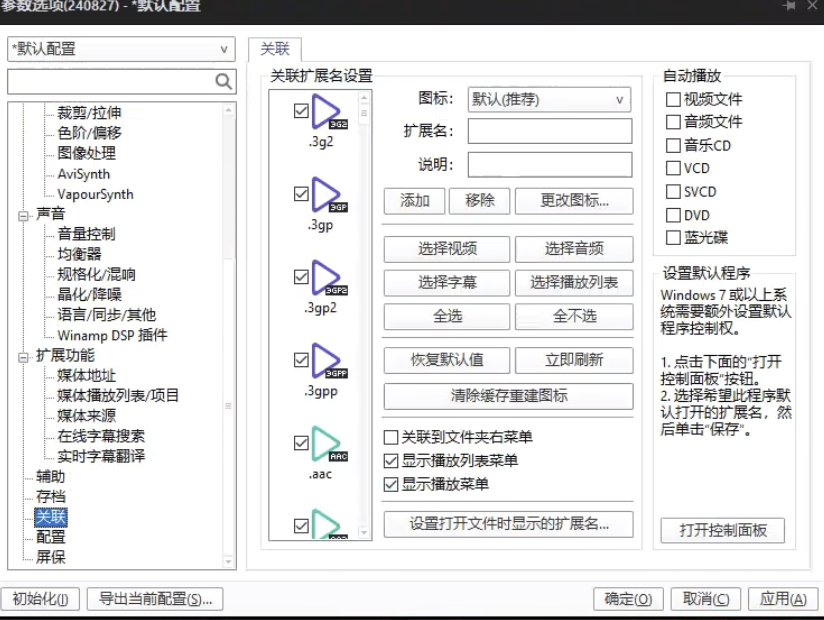 参数选项(240827) - *默认配置
*默认配置
裁剪/拉伸
色阶/偏移
图像处理
AviSynth
VapourSynth
声音
音量控制
均衡器
规格化/混响
晶化/降噪
语言/同步/其他
Winamp DSP 插件
扩展功能
媒体地址
媒体播放列表/项目
媒体来源
在线字幕搜索
实时字幕翻译
辅助
存档
关联
配置
屏保
关联
关联扩展名设置
3G2
.3g2
3GP
.3gp
3GP2
.3gp2
3GPP
.3gpp
AAC
.aac
图标:
默认(推荐)
扩展名:
说明:
添加
移除
更改图标...
选择视频
选择音频
选择字幕
选择播放列表
全选
全不选
恢复默认值
立即刷新
清除缓存重建图标
关联到文件夹右菜单
显示播放列表菜单
显示播放菜单
设置打开文件时显示的扩展名...
自动播放
视频文件
音频文件
音乐CD
VCD
SVCD
DVD
蓝光碟
设置默认程序
Windows 7 或以上系
统需要额外设置默认
程序控制权。
1. 点击下面的"打开
控制面板"按钮。
2. 选择希望此程序默
认打开的扩展名，然
后单击"保存"。
打开控制面板
初始化(I)
导出当前配置(S)...
确定(O)
取消(C)
应用(A)